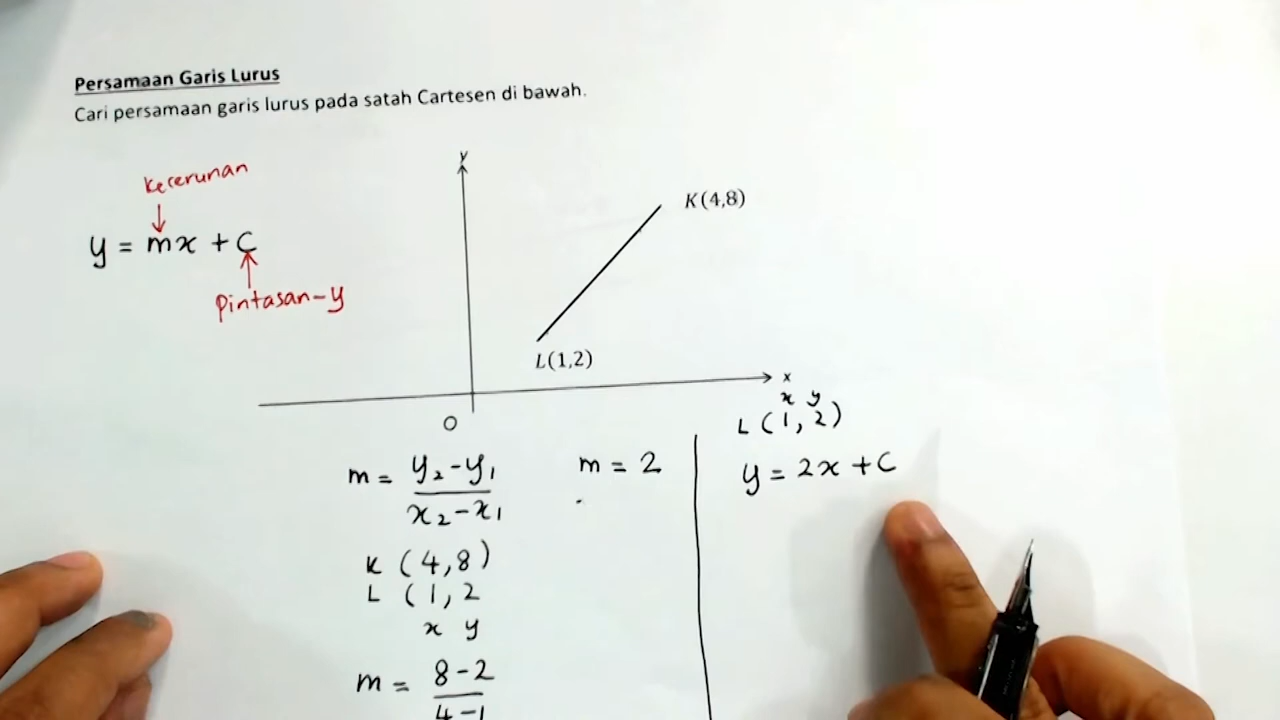 Persamaan Garis Lurus
Cari persamaan garis lurus pada satah Cartesen di bawah.
kecerunan
y = mx + c
pintasan-y
y
K(4,8)
L(1,2)
x
O
m = y₂-y₁
x₂-x₁
K (4,8)
L (1,2
x y
m = 8-2
4-1
m = 2
x y
L (1,2)
y = 2x + c